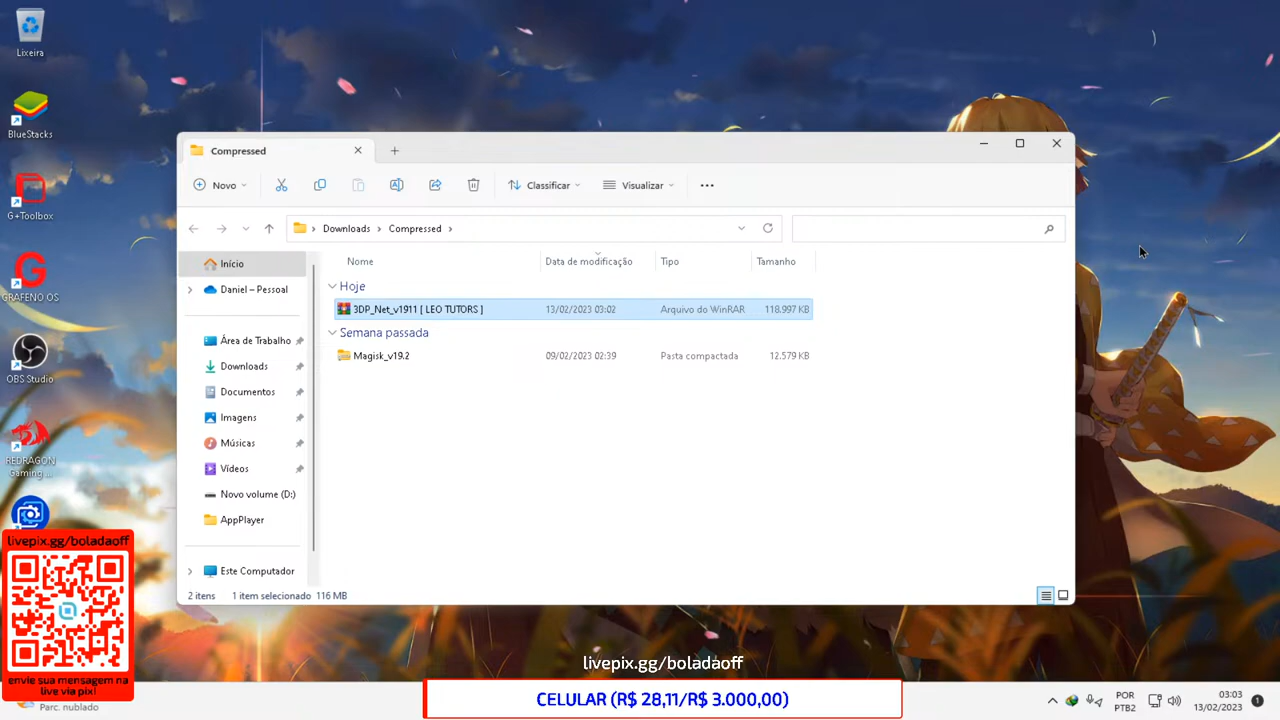 Lixeira
BlueStacks
G+Toolbox
GRAFENO OS
OBS Studio
REDRAGON
Gaming ...
Compressed
Novo
Classificar
Visualizar
Downloads > Compressed >
Nome Data de modificação Tipo Tamanho
Início
Daniel – Pessoal
Área de Trabalho
Downloads
Documentos
Imagens
Músicas
Vídeos
Novo volume (D:)
AppPlayer
Este Computador
Hoje
3DP_Net_v1911 [ LEO TUTORS ] 13/02/2023 03:02 Arquivo do WinRAR 118.997 KB
Semana passada
Magisk_v19.2 09/02/2023 02:39 Pasta compactada 12.579 KB
2 itens 1 item selecionado 116 MB
livepix.gg/boladaoff
envie sua mensagem na
live via pix!
livepix.gg/boladaoff
CELULAR (R$ 28,11/R$ 3.000,00)
Parc. nublado
POR
PTB2
03:03
13/02/2023
1